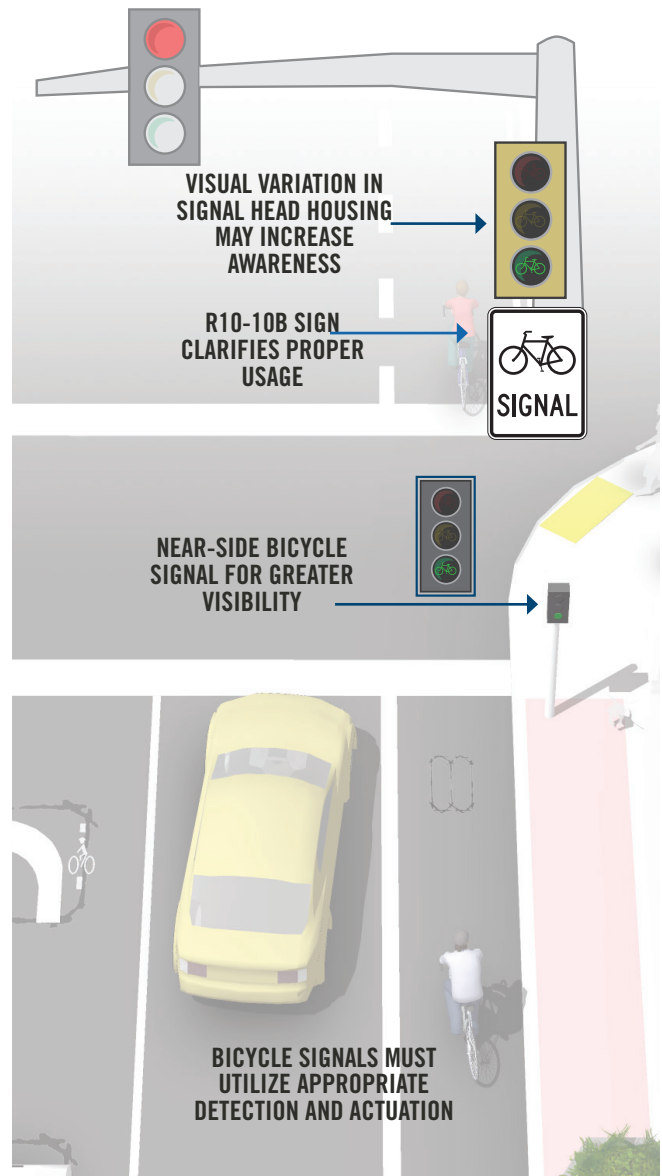 VISUAL VARIATION IN
SIGNAL HEAD HOUSING
MAY INCREASE
AWARENESS
R10-10B SIGN
CLARIFIES PROPER
USAGE
SIGNAL
NEAR-SIDE BICYCLE
SIGNAL FOR GREATER
VISIBILITY
BICYCLE SIGNALS MUST
UTILIZE APPROPRIATE
DETECTION AND ACTUATION